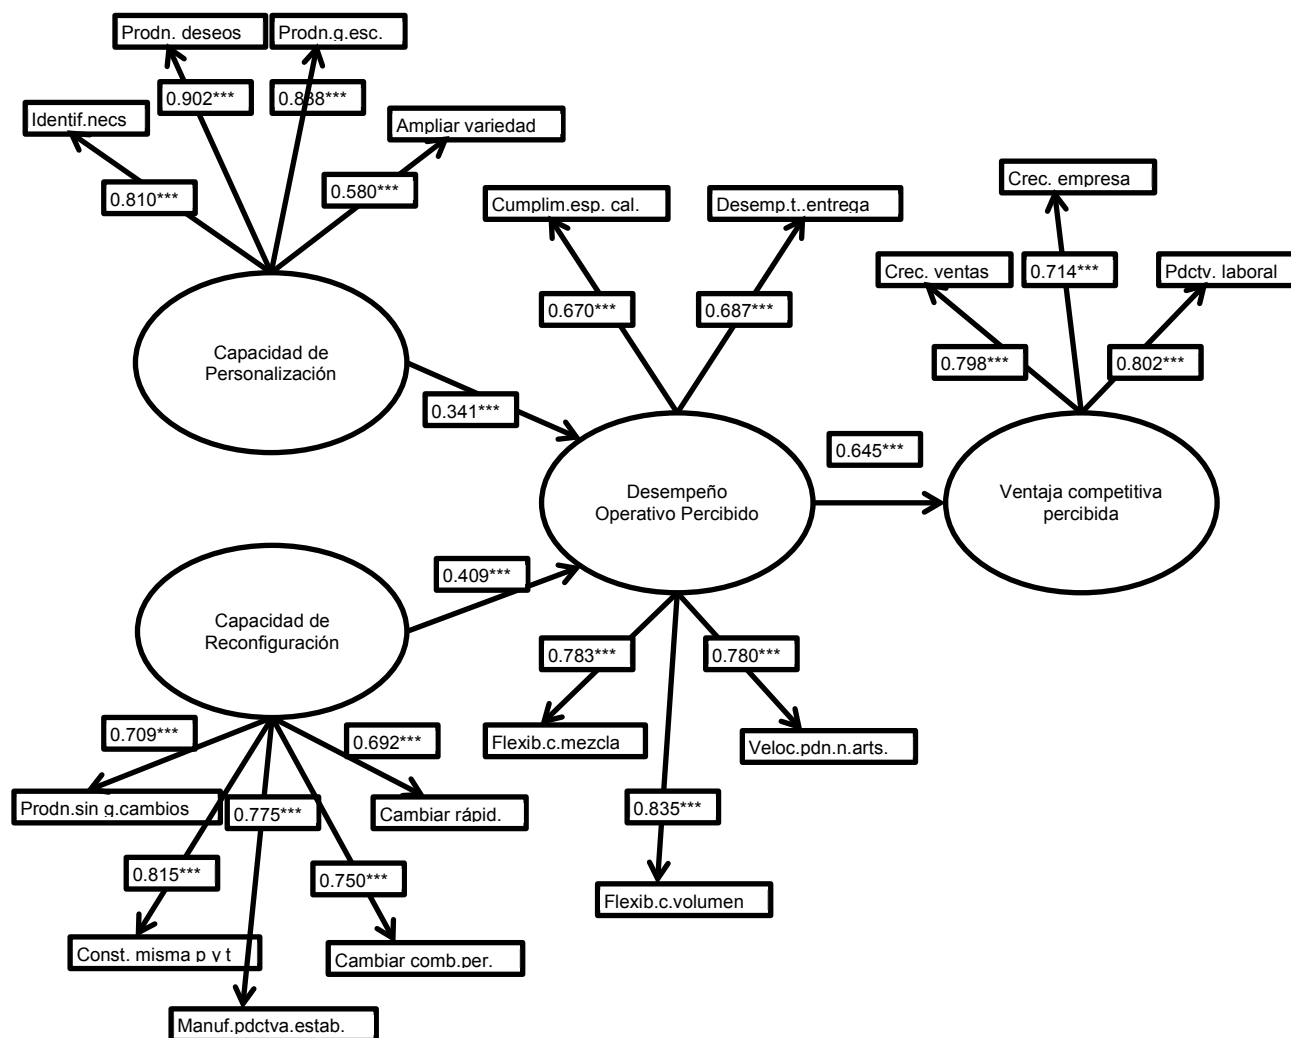 Prodn. deseos
Prodn.g.esc.
0.902***
0.838***
Identif.necs
Ampliar variedad
0.810***
0.580***
Crec. empresa
Cumplim.esp. cal.
Desemp.t..entrega
Crec. ventas
0.714***
Pdctv. laboral
0.670***
0.687***
Capacidad de
Personalización
0.798***
0.802***
0.341***
0.645***
Desempeño
Operativo Percibido
Ventaja competitiva
percibida
0.409***
Capacidad de
Reconfiguración
0.783***
0.780***
0.709***
0.692***
Flexib.c.mezcla
Veloc.pdn.n.arts.
Prodn.sin g.cambios
0.775***
Cambiar rápid.
0.835***
0.815***
0.750***
Flexib.c.volumen
Const. misma p y t
Cambiar comb.per.
Manuf.pdctva.estab.